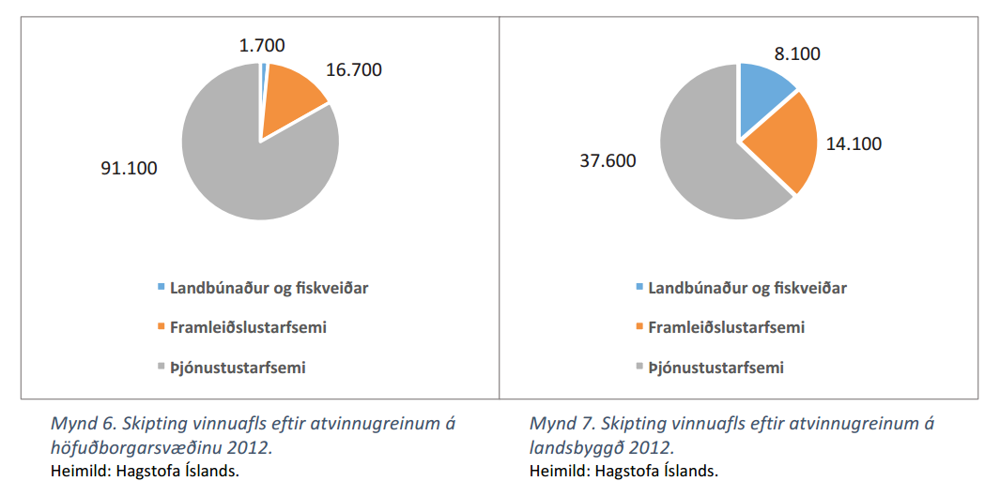 1.700
16.700
91.100
Landbúnaður og fiskveiðar
Framleiðslustarfsemi
Þjónustustarfsemi
8.100
14.100
37.600
Landbúnaður og fiskveiðar
Framleiðslustarfsemi
Þjónustustarfsemi
Mynd 6. Skipting vinnuafls eftir atvinnugreinum á
höfuðborgarsvæðinu 2012.
Heimild: Hagstofa Íslands.
Mynd 7. Skipting vinnuafls eftir atvinnugreinum á
landsbyggð 2012.
Heimild: Hagstofa Íslands.